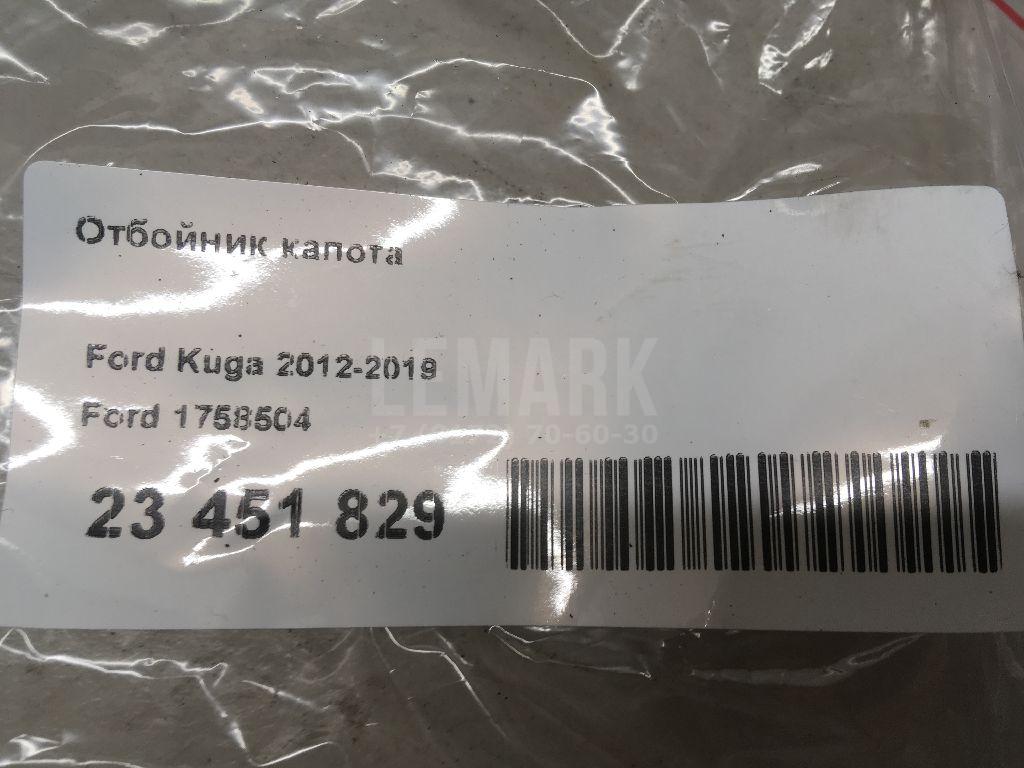 Отбойник капота
Ford Kuga 2012-2019
Ford 1758504
LEMARK
70-60-30
23 451 829